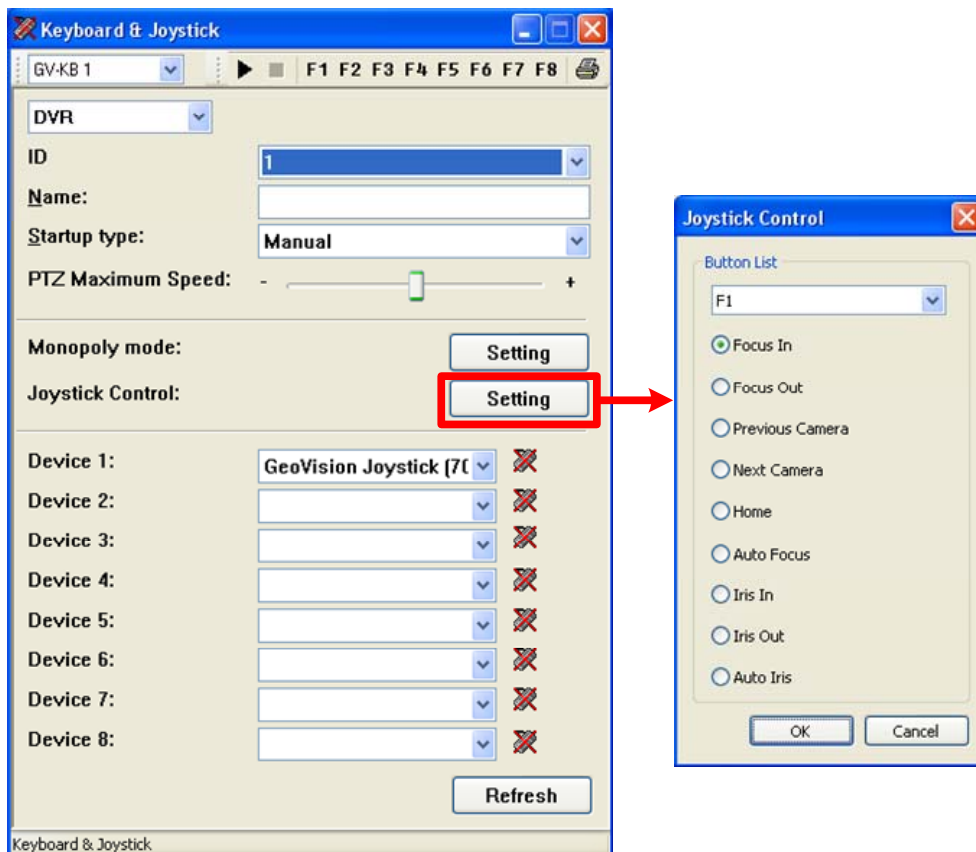 Keyboard & Joystick
GV-KB 1
F1 F2 F3 F4 F5 F6 F7 F8
DVR
ID
1
Name:
Startup type:
Manual
PTZ Maximum Speed:
- +
Monopoly mode:
Setting
Joystick Control:
Setting
Device 1:
GeoVision Joystick (70
Device 2:
Device 3:
Device 4:
Device 5:
Device 6:
Device 7:
Device 8:
Refresh
Keyboard & Joystick
Joystick Control
Button List
F1
Focus In
Focus Out
Previous Camera
Next Camera
Home
Auto Focus
Iris In
Iris Out
Auto Iris
OK
Cancel